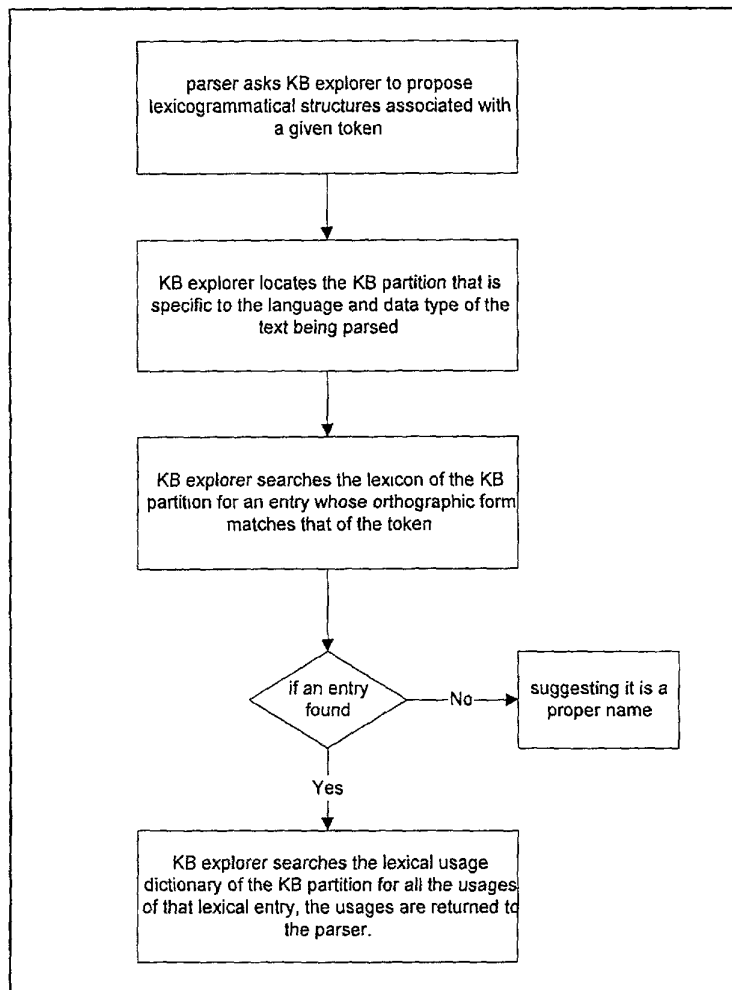 parser asks KB explorer to propose
lexicogrammatical structures associated with
a given token
KB explorer locates the KB partition that is
specific to the language and data type of the
text being parsed
KB explorer searches the lexicon of the KB
partition for an entry whose orthographic form
matches that of the token
if an entry
found
No
suggesting it is a
proper name
Yes
KB explorer searches the lexical usage
dictionary of the KB partition for all the usages
of that lexical entry, the usages are returned to
the parser.